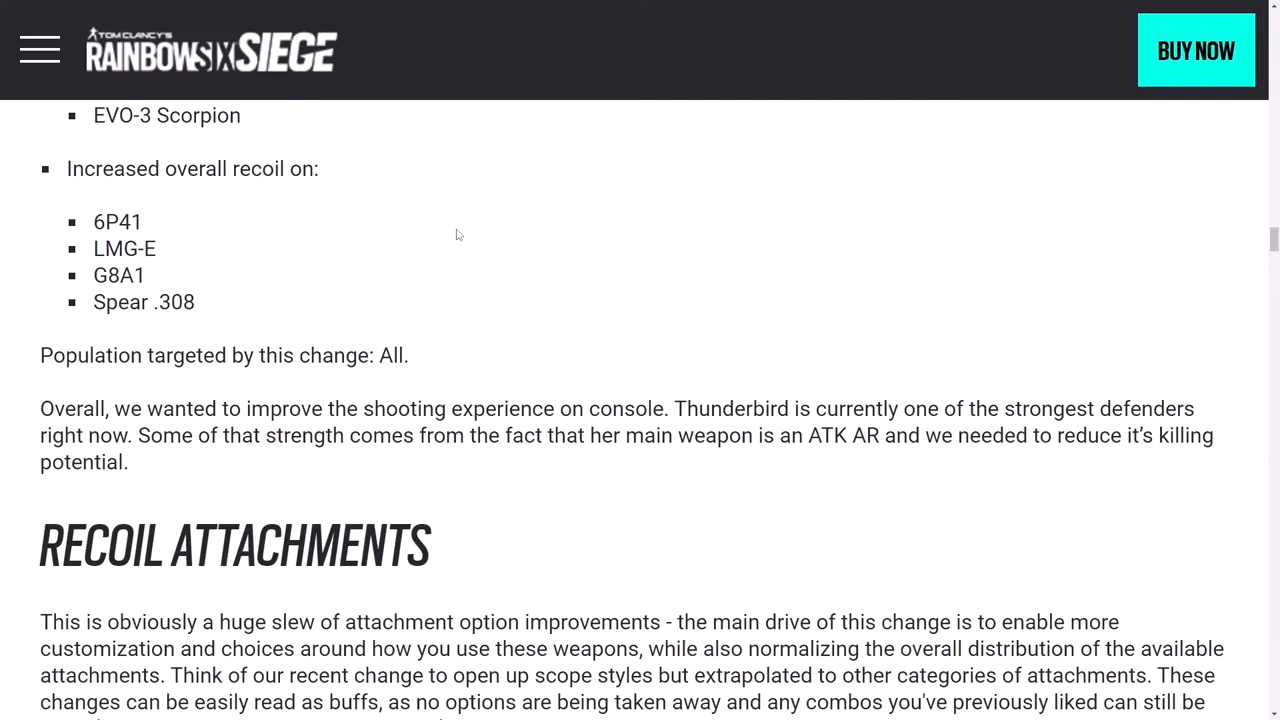 TOM CLANCY'S
RAINBOWSIX SIEGE
BUY NOW
EVO-3 Scorpion
Increased overall recoil on:
6P41
LMG-E
G8A1
Spear .308
Population targeted by this change: All.
Overall, we wanted to improve the shooting experience on console. Thunderbird is currently one of the strongest defenders
right now. Some of that strength comes from the fact that her main weapon is an ATK AR and we needed to reduce it’s killing
potential.
RECOIL ATTACHMENTS
This is obviously a huge slew of attachment option improvements - the main drive of this change is to enable more
customization and choices around how you use these weapons, while also normalizing the overall distribution of the available
attachments. Think of our recent change to open up scope styles but extrapolated to other categories of attachments. These
changes can be easily read as buffs, as no options are being taken away and any combos you've previously liked can still be